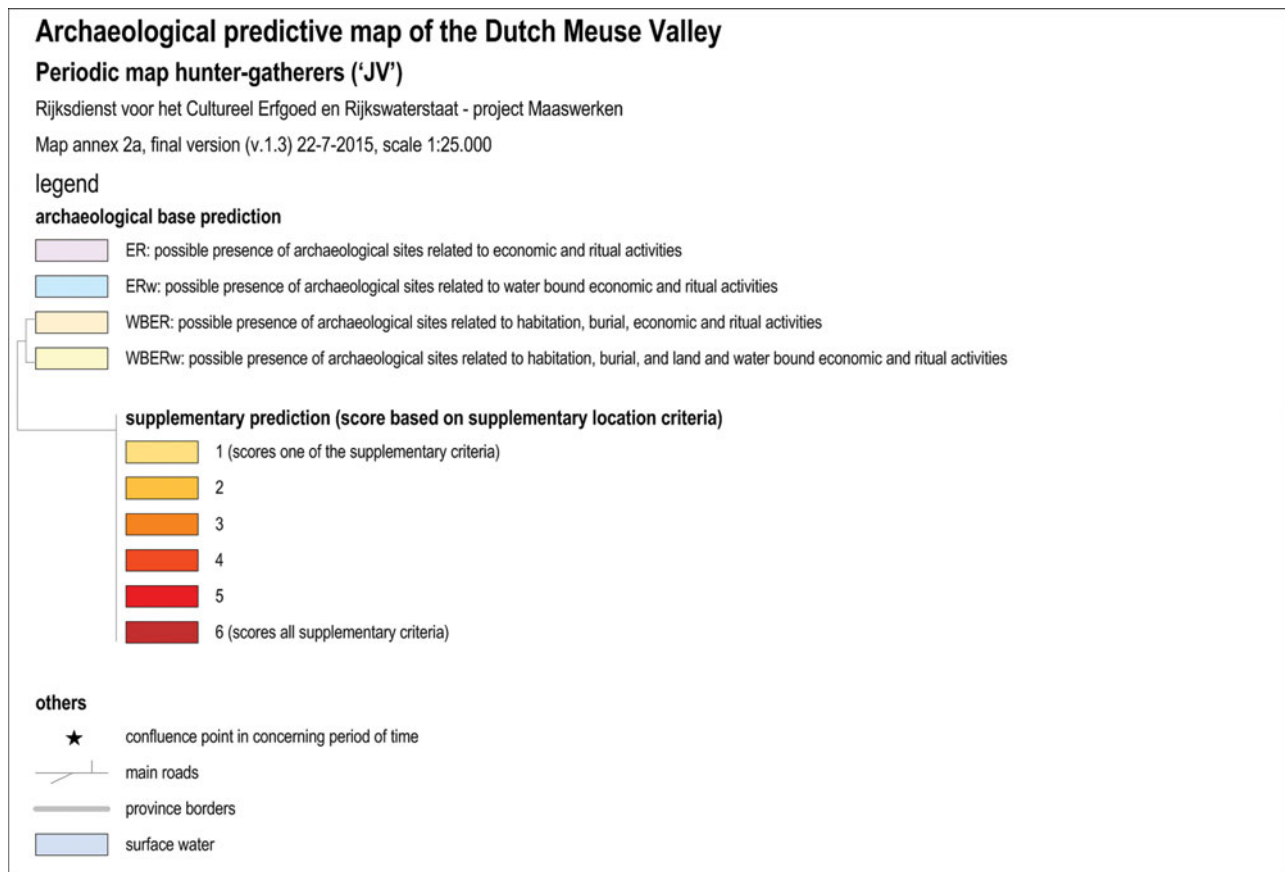 Archaeological predictive map of the Dutch Meuse Valley
Periodic map hunter-gatherers (‘JV’)
Rijksdienst voor het Cultureel Erfgoed en Rijkswaterstaat - project Maaswerken
Map annex 2a, final version (v.1.3) 22-7-2015, scale 1:25.000
legend
archaeological base prediction
ER: possible presence of archaeological sites related to economic and ritual activities
ERw: possible presence of archaeological sites related to water bound economic and ritual activities
WBER: possible presence of archaeological sites related to habitation, burial, economic and ritual activities
WBERw: possible presence of archaeological sites related to habitation, burial, and land and water bound economic and ritual activities
supplementary prediction (score based on supplementary location criteria)
1 (scores one of the supplementary criteria)
2
3
4
5
6 (scores all supplementary criteria)
others
confluence point in concerning period of time
main roads
province borders
surface water